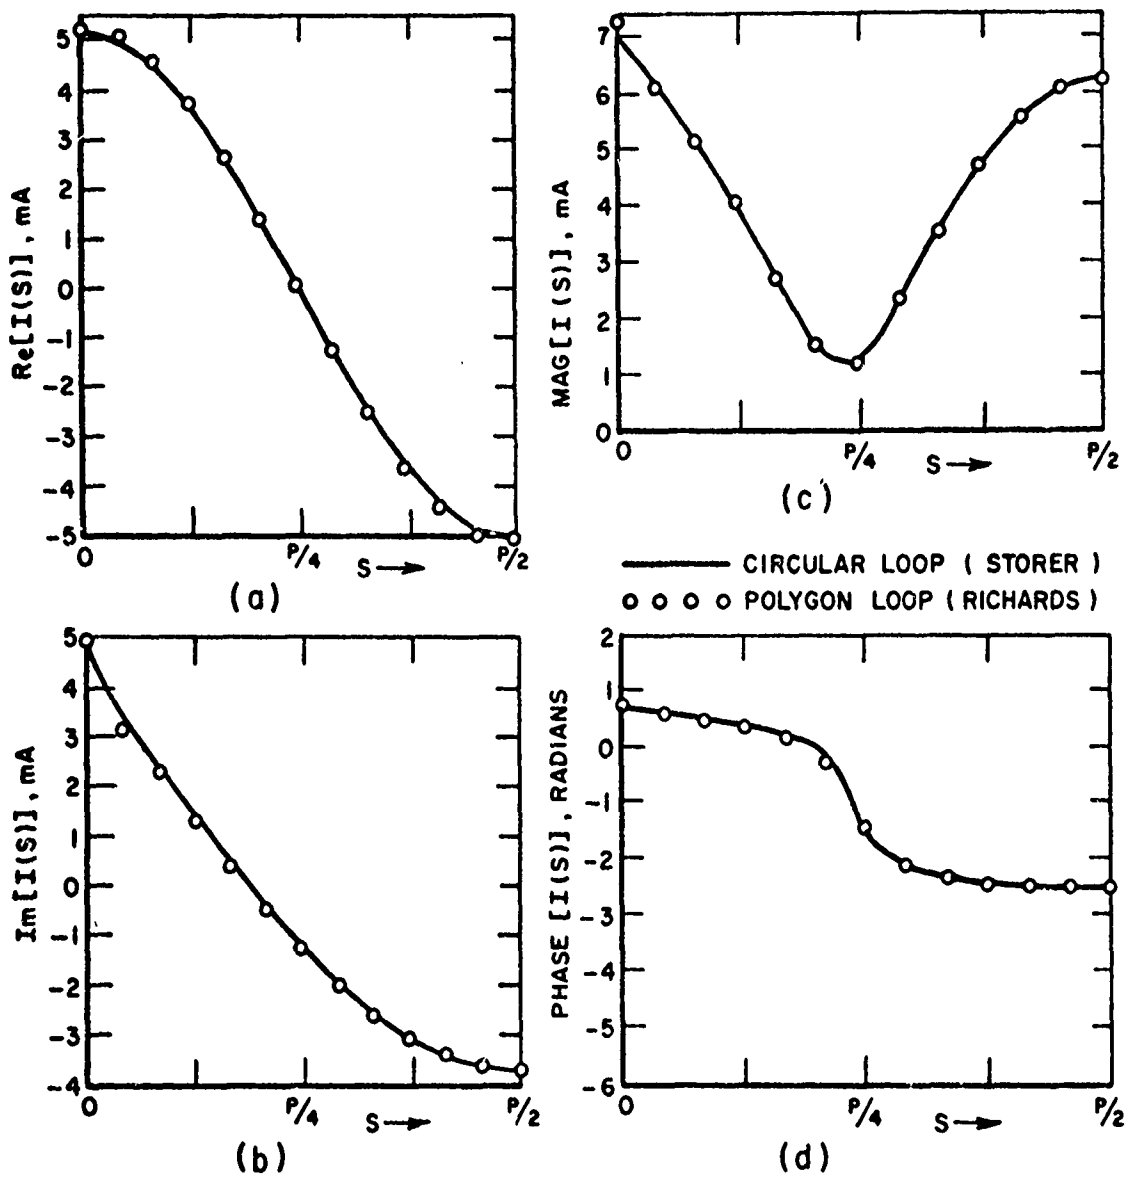 Re[I(S)], mA
5
4
3
2
1
0
-1
-2
-3
-4
-5
0
P/4
P/2
S→
(a)
MAG[I(S)], mA
7
6
5
4
3
2
1
0
0
P/4
P/2
S→
(c)
CIRCULAR LOOP (STORER)
POLYGON LOOP (RICHARDS)
Im[I(S)], mA
5
4
3
2
1
0
-1
-2
-3
-4
0
P/4
P/2
S→
(b)
PHASE [I(S)], RADIANS
2
1
0
-1
-2
-3
-4
-5
-6
0
P/4
P/2
S→
(d)